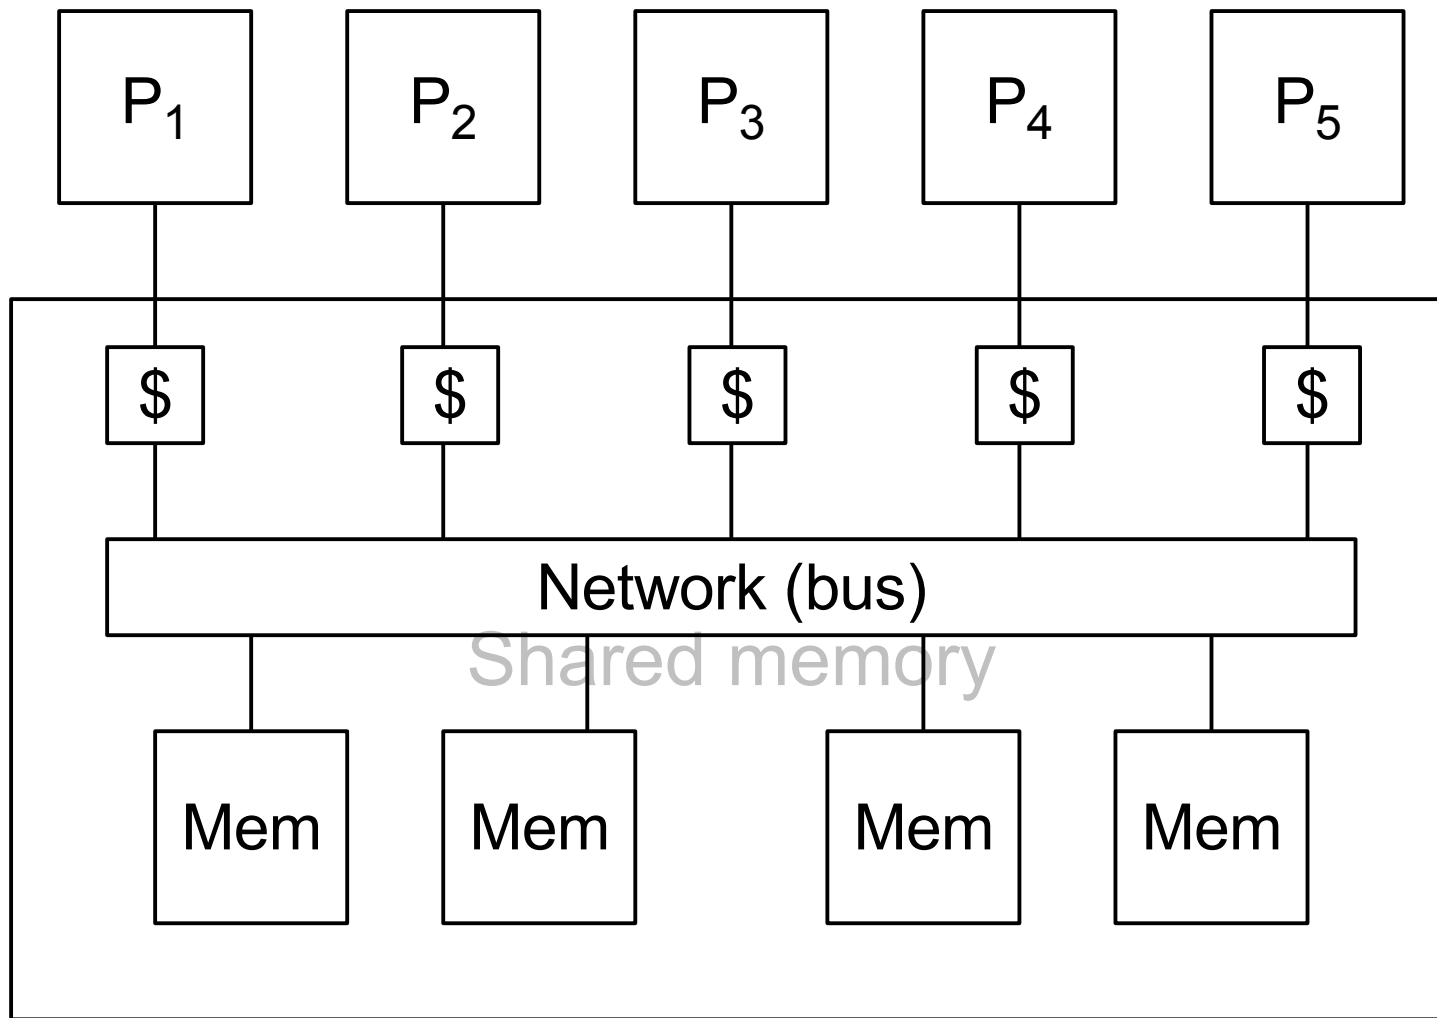 P₁ P₂ P₃ P₄ P₅
$ $ $ $ $
Network (bus)
Shared memory
Mem Mem Mem Mem